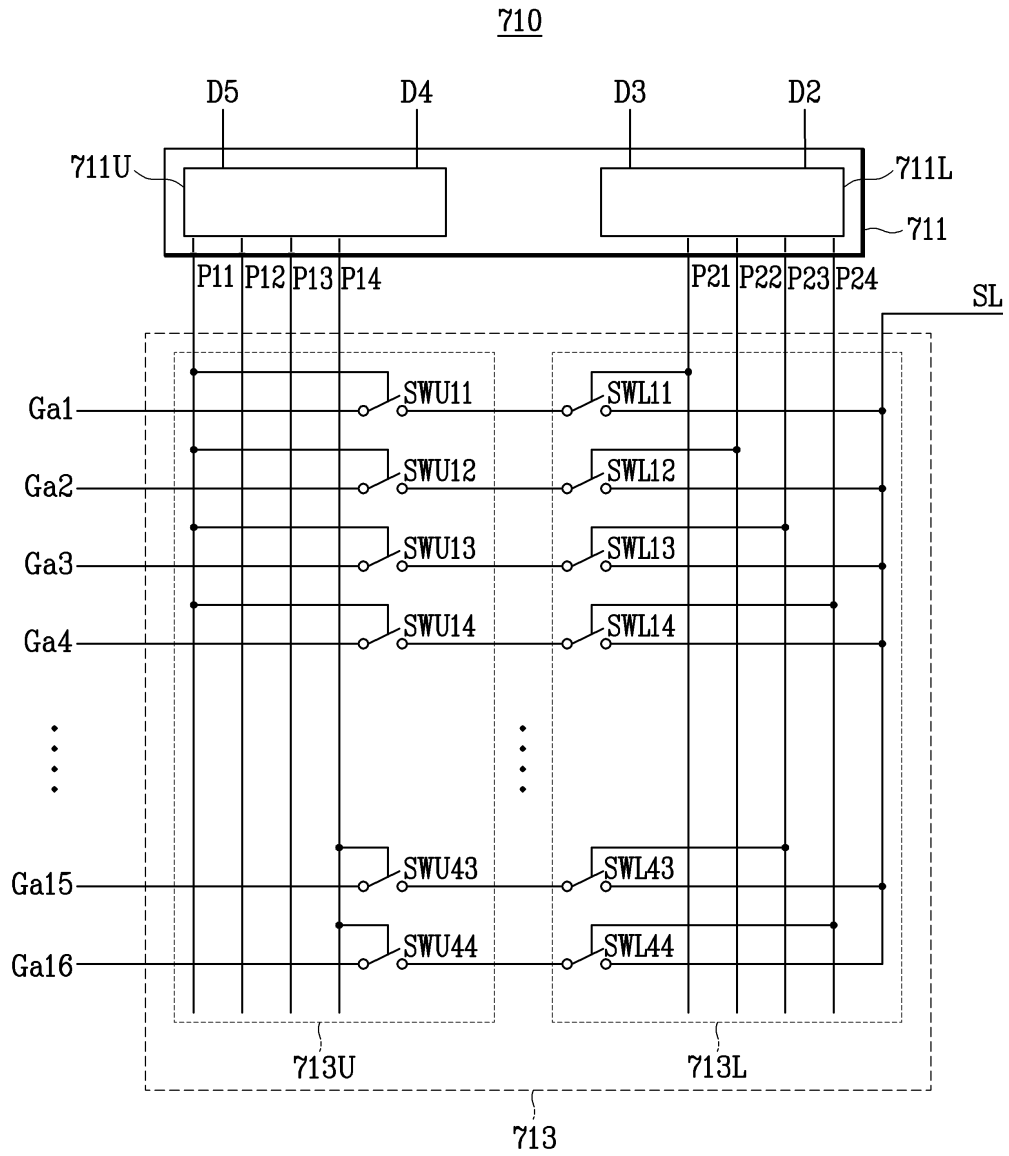 710
D5 D4 D3 D2
711U 711L
711
P11 P12 P13 P14 P21 P22 P23 P24
SL
Ga1 SWU11 SWL11
Ga2 SWU12 SWL12
Ga3 SWU13 SWL13
Ga4 SWU14 SWL14
Ga15 SWU43 SWL43
Ga16 SWU44 SWL44
713U 713L
713